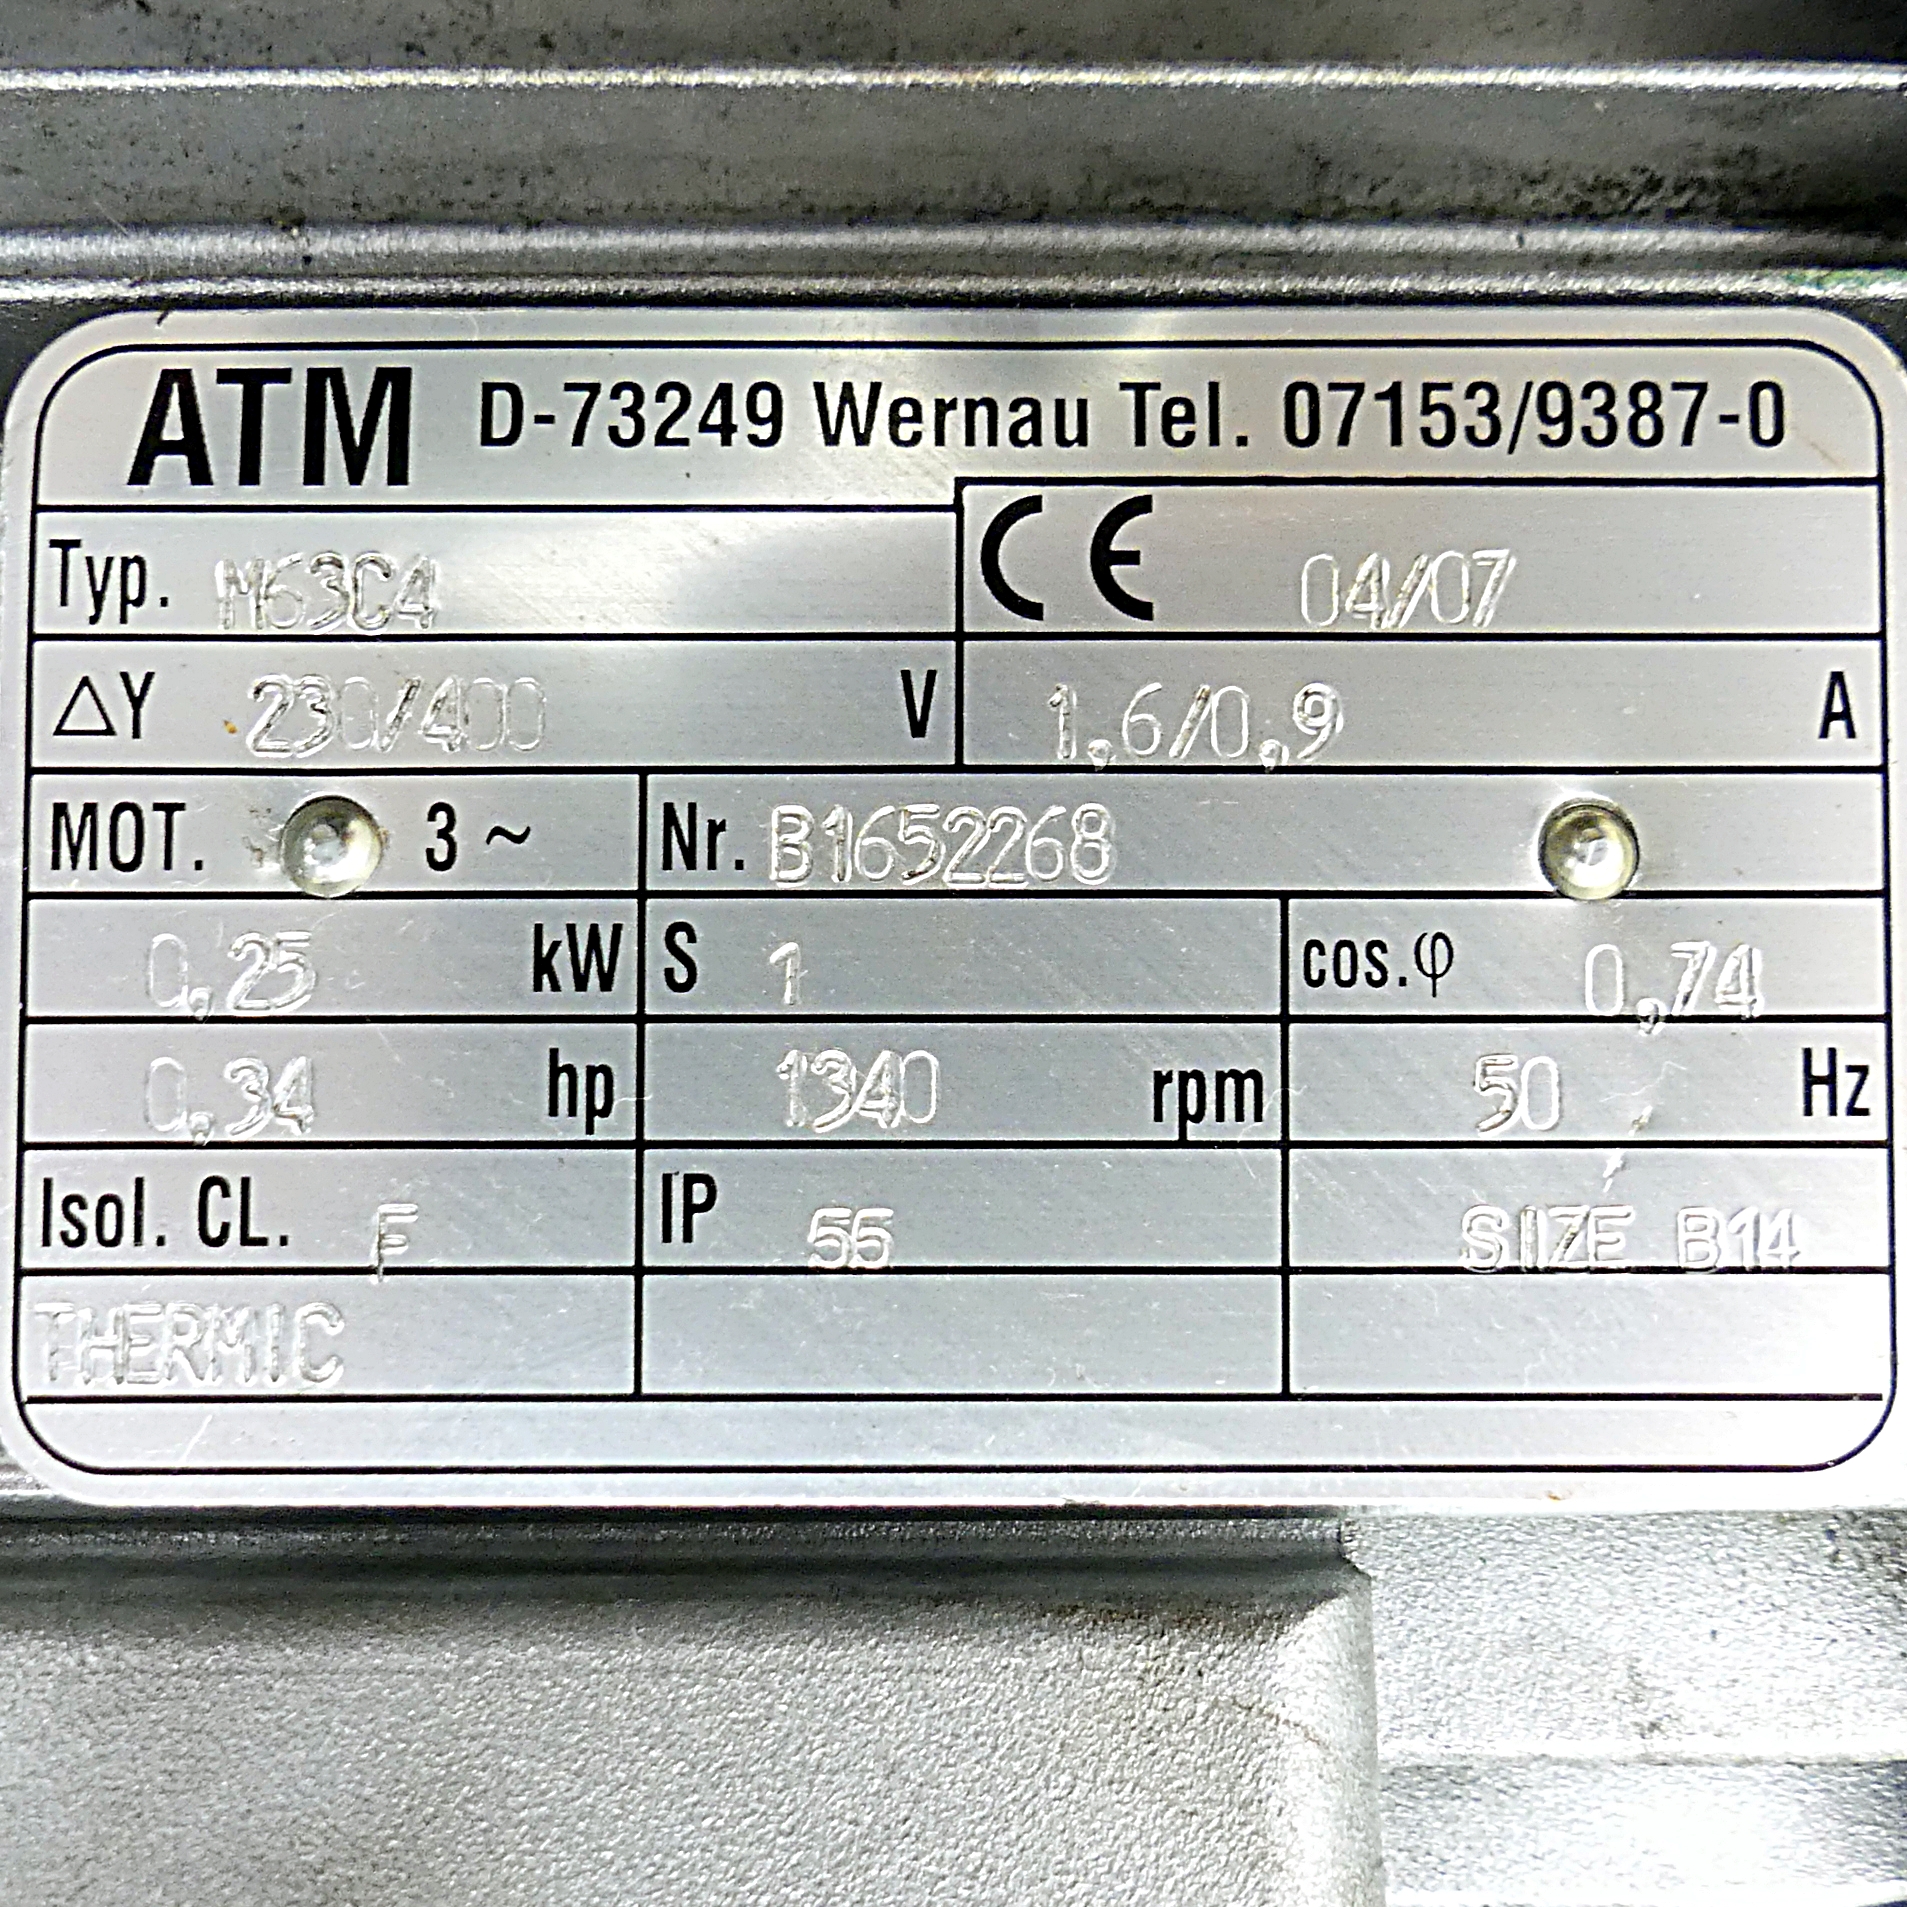 ATM D-73249 Wernau Tel. 07153/9387-0
Typ. M63C4 CE 04/07
△Y 230/400 V 1,6/0,9 A
MOT. 3~ Nr. B1652268
0,25 kW S 1 cos.φ 0,74
0,34 hp 1340 rpm 50 Hz
Isol. CL. F IP 55 SIZE B14
THERMIC